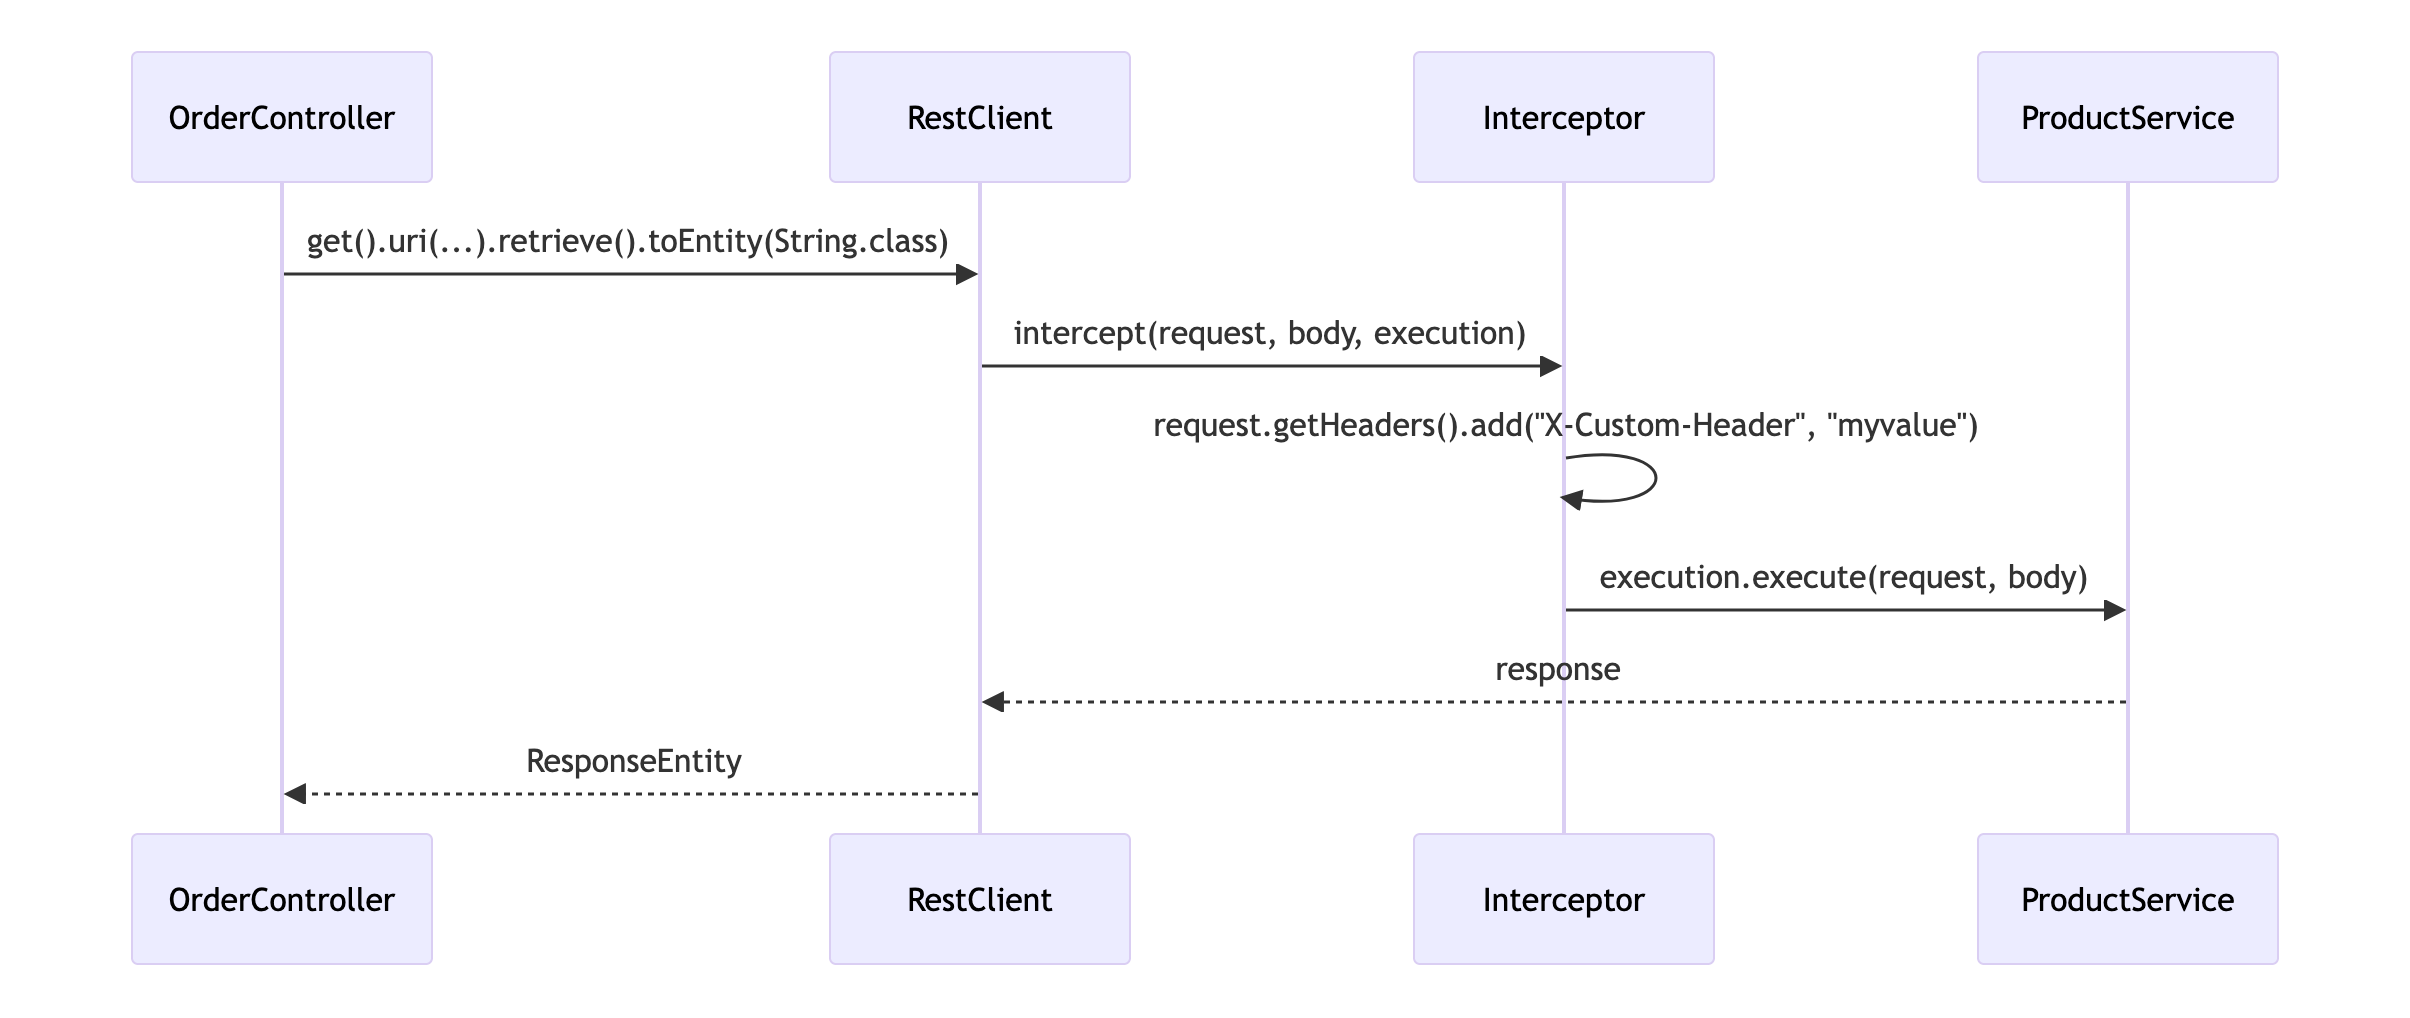 OrderController
RestClient
Interceptor
ProductService
get().uri(...).retrieve().toEntity(String.class)
intercept(request, body, execution)
request.getHeaders().add("X-Custom-Header", "myvalue")
execution.execute(request, body)
response
ResponseEntity
OrderController
RestClient
Interceptor
ProductService